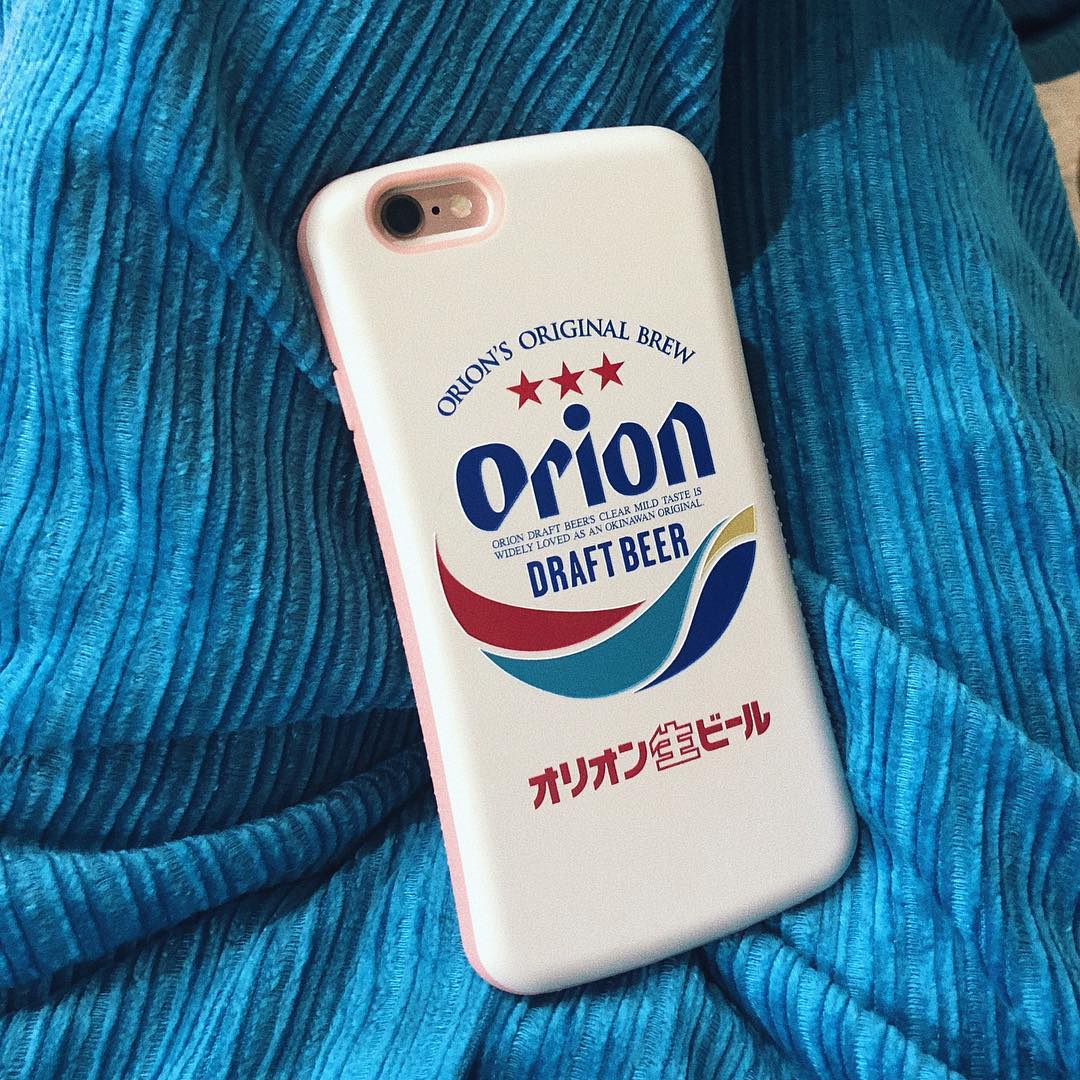 ORION'S ORIGINAL BREW
Orion
ORION DRAFT BEER'S CLEAR MILD TASTE IS
WIDELY LOVED AS AN OKINAWAN ORIGINAL.
DRAFT BEER
オリオン生ビール